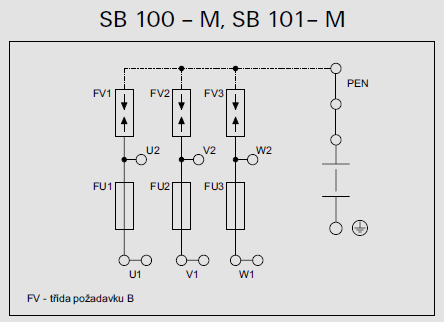 SB 100 – M, SB 101– M
PEN
FV1 FV2 FV3
U2 V2 W2
FU1 FU2 FU3
U1 V1 W1
FV - třída požadavku B